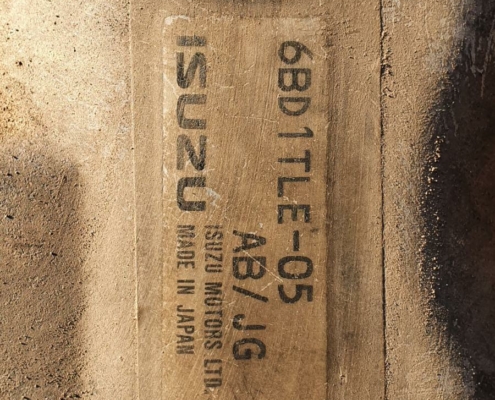 6BD1TLE-05
AB/JG
ISUZU
ISUZU MOTORS LTD.
MADE IN JAPAN